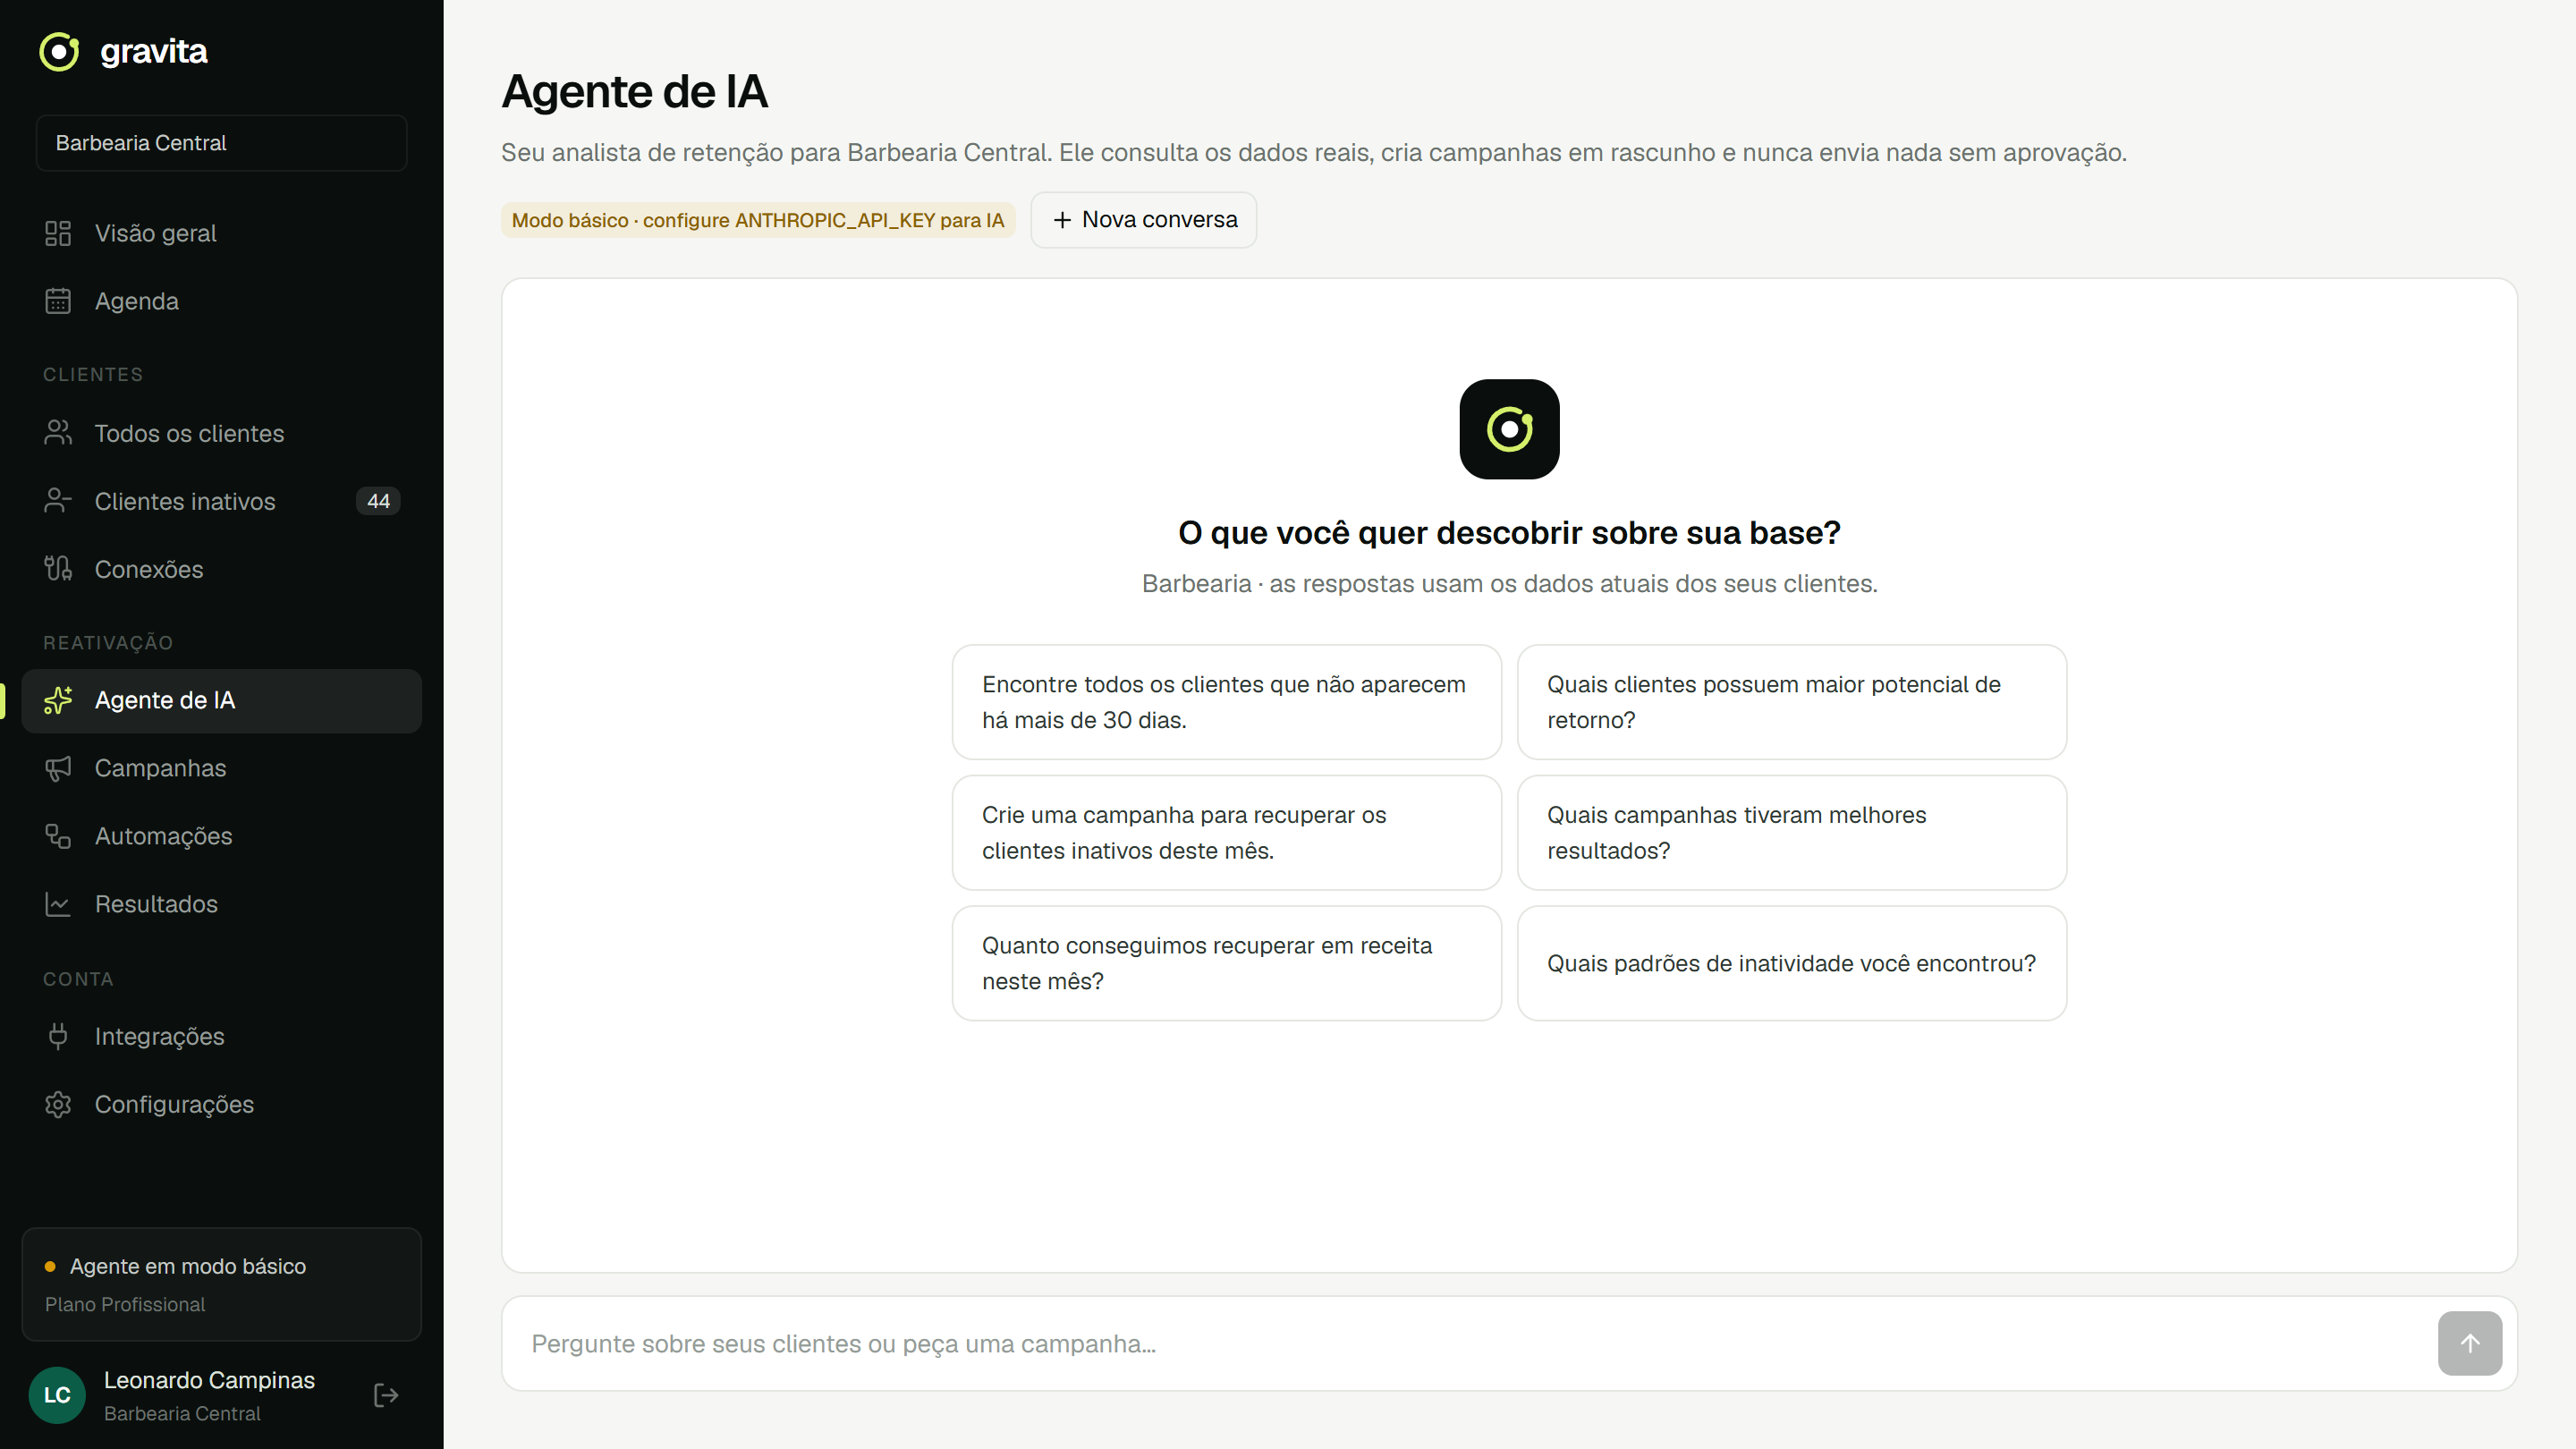 gravita
Barbearia Central
Visão geral
Agenda
CLIENTES
Todos os clientes
Clientes inativos 44
Conexões
REATIVAÇÃO
Agente de IA
Campanhas
Automações
Resultados
CONTA
Integrações
Configurações
Agente em modo básico
Plano Profissional
LC
Leonardo Campinas
Barbearia Central
Agente de IA
Seu analista de retenção para Barbearia Central. Ele consulta os dados reais, cria campanhas em rascunho e nunca envia nada sem aprovação.
Modo básico · configure ANTHROPIC_API_KEY para IA
+ Nova conversa
O que você quer descobrir sobre sua base?
Barbearia · as respostas usam os dados atuais dos seus clientes.
Encontre todos os clientes que não aparecem
há mais de 30 dias.
Quais clientes possuem maior potencial de
retorno?
Crie uma campanha para recuperar os
clientes inativos deste mês.
Quais campanhas tiveram melhores
resultados?
Quanto conseguimos recuperar em receita
neste mês?
Quais padrões de inatividade você encontrou?
Pergunte sobre seus clientes ou peça uma campanha...